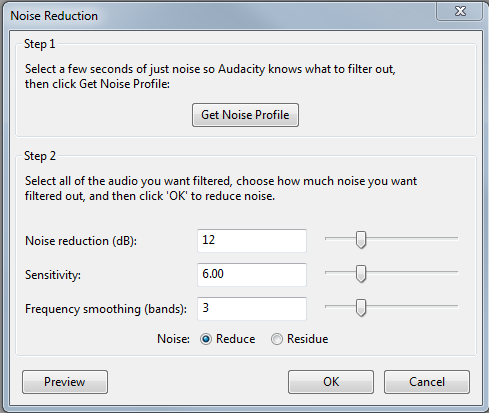 Noise Reduction
Step 1
Select a few seconds of just noise so Audacity knows what to filter out,
then click Get Noise Profile:
Get Noise Profile
Step 2
Select all of the audio you want filtered, choose how much noise you want
filtered out, and then click 'OK' to reduce noise.
Noise reduction (dB): 12
Sensitivity: 6.00
Frequency smoothing (bands): 3
Noise: Reduce Residue
Preview OK Cancel